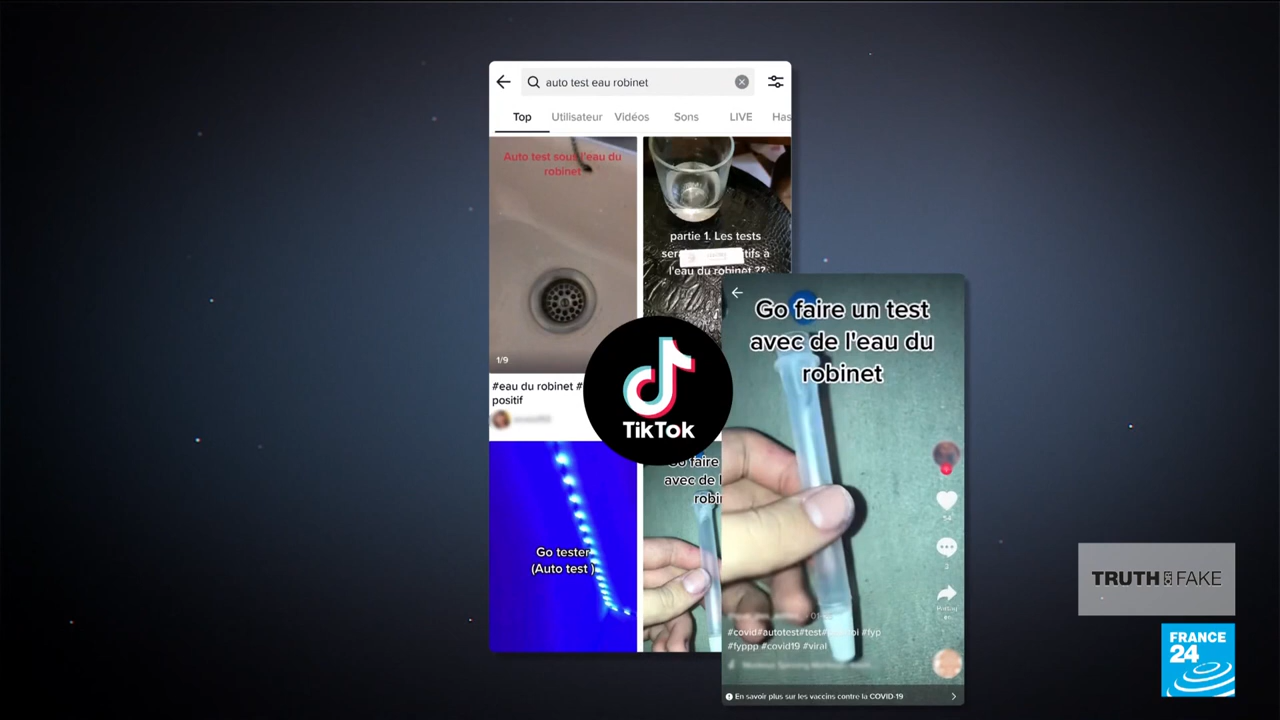 auto test eau robinet
Top Utilisateur Vidéos Sons LIVE Has
Auto test sous l'eau du
robinet
1/9
#eau du robinet #
positif
partie 1. Les tests
à
l'eau du robinet ??
Go tester
(Auto test )
Go faire
avec de l
robi
TikTok
Go faire un test
avec de l'eau du
robinet
54
#covid#autotest#test# #fyp
#fyppp #covid19 #viral
En savoir plus sur les vaccins contre la COVID-19
TRUTH OR FAKE
FRANCE
24